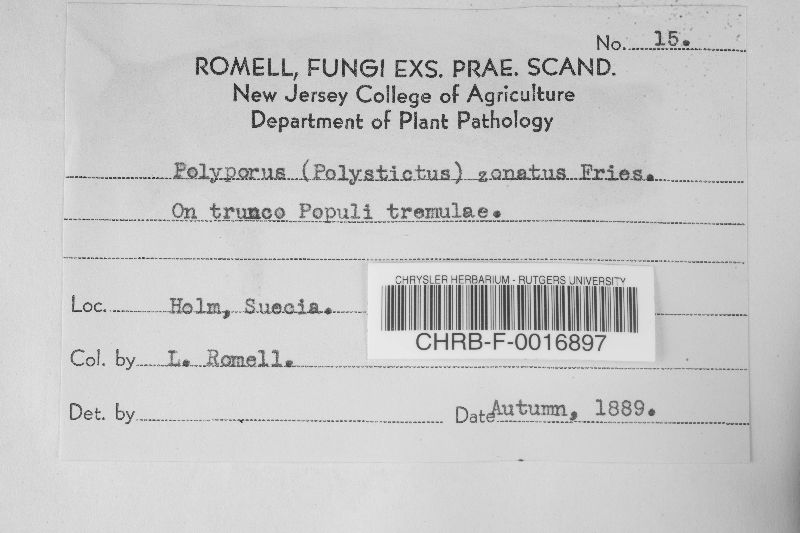 No. 15.
ROMELL, FUNGI EXS. PRAE. SCAND.
New Jersey College of Agriculture
Department of Plant Pathology
Polyporus (Polystictus) zonatus Fries.
On trunco Populi tremulae.
CHRYSLER HERBARIUM - RUTGERS UNIVERSITY
Loc. Holm, Suecia.
CHRB-F-0016897
Col. by L. Romell.
Det. by
Date Autumn, 1889.